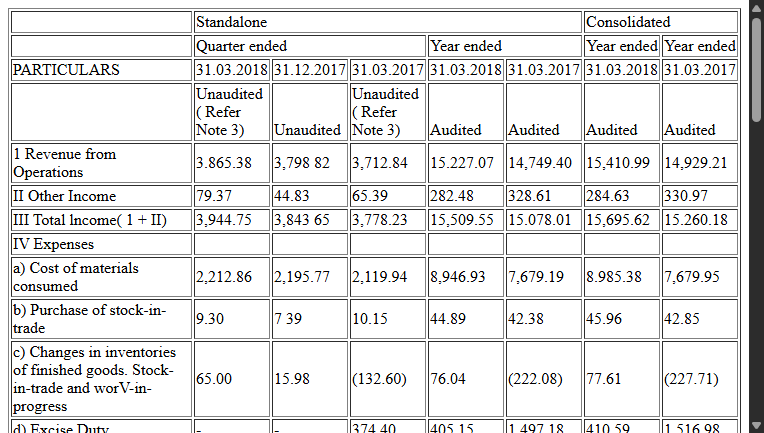 Standalone Consolidated
Quarter ended Year ended Year ended Year ended
PARTICULARS 31.03.2018 31.12.2017 31.03.2017 31.03.2018 31.03.2017 31.03.2018 31.03.2017
Unaudited ( Refer Note 3) Unaudited Unaudited ( Refer Note 3) Audited Audited Audited Audited
1 Revenue from Operations 3.865.38 3,798 82 3,712.84 15.227.07 14,749.40 15,410.99 14,929.21
II Other Income 79.37 44.83 65.39 282.48 328.61 284.63 330.97
III Total lncome( 1 + II) 3,944.75 3,843 65 3,778.23 15,509.55 15.078.01 15,695.62 15.260.18
IV Expenses
a) Cost of materials consumed 2,212.86 2,195.77 2,119.94 8,946.93 7,679.19 8.985.38 7,679.95
b) Purchase of stock-in-trade 9.30 7 39 10.15 44.89 42.38 45.96 42.85
c) Changes in inventories of finished goods. Stock-in-trade and worV-in-progress 65.00 15.98 (132.60) 76.04 (222.08) 77.61 (227.71)
d) Excise Duty - - 374.40 405.15 1,497.18 410.59 1,516.98